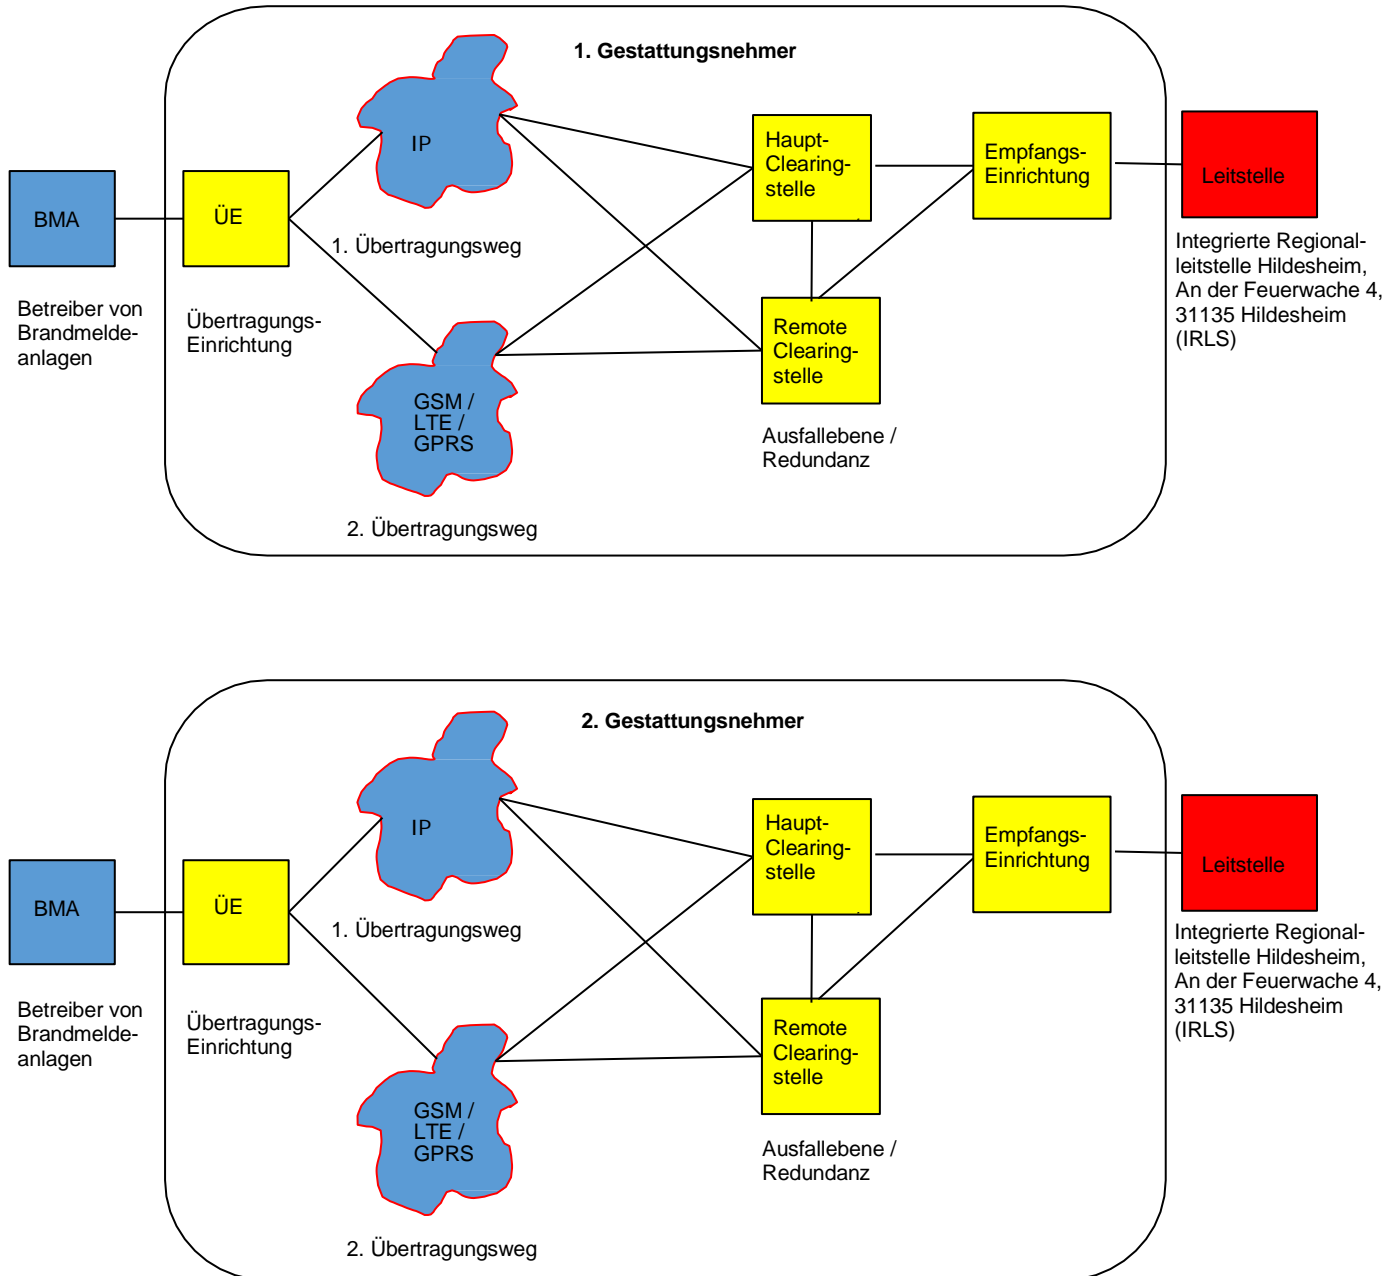 1. Gestattungsnehmer
IP
Haupt-
Clearing-
stelle
Empfangs-
Einrichtung
Leitstelle
BMA
ÜE
1. Übertragungsweg
Integrierte Regional-
leitstelle Hildesheim,
An der Feuerwache 4,
31135 Hildesheim
(IRLS)
Betreiber von
Brandmelde-
anlagen
Übertragungs-
Einrichtung
Remote
Clearing-
stelle
GSM /
LTE /
GPRS
Ausfallebene /
Redundanz
2. Übertragungsweg
2. Gestattungsnehmer
IP
Haupt-
Clearing-
stelle
Empfangs-
Einrichtung
Leitstelle
BMA
ÜE
1. Übertragungsweg
Integrierte Regional-
leitstelle Hildesheim,
An der Feuerwache 4,
31135 Hildesheim
(IRLS)
Betreiber von
Brandmelde-
anlagen
Übertragungs-
Einrichtung
Remote
Clearing-
stelle
GSM /
LTE /
GPRS
Ausfallebene /
Redundanz
2. Übertragungsweg